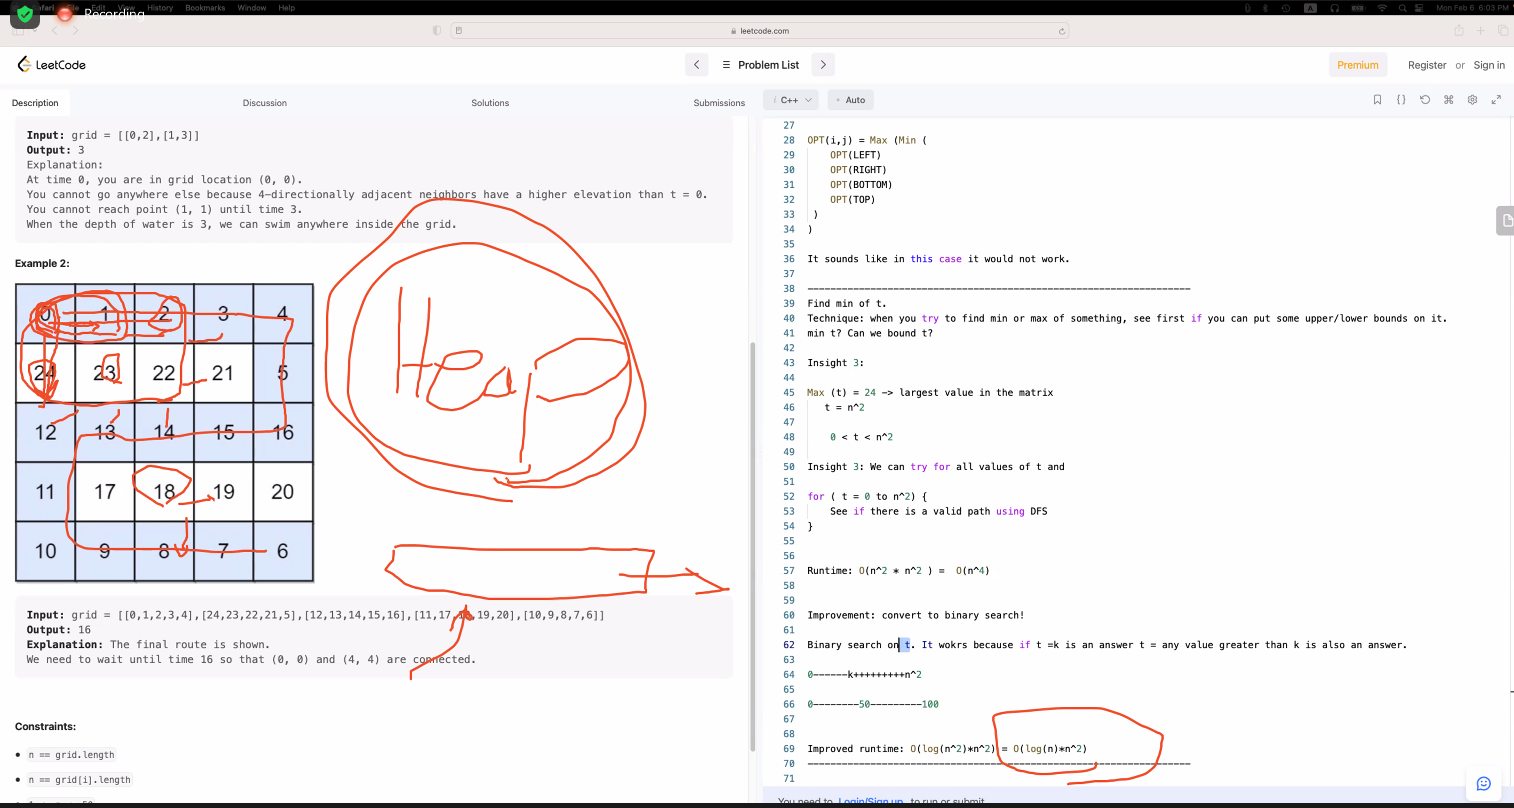 Safari File Edit View History Bookmarks Window Help
Recording
Mon Feb 6 6:03 PM
leetcode.com
LeetCode
Problem List
Premium
Register or Sign in
Description
Discussion
Solutions
Submissions
C++
Auto
Input: grid = [[0,2],[1,3]]
Output: 3
Explanation:
At time 0, you are in grid location (0, 0).
You cannot go anywhere else because 4-directionally adjacent neighbors have a higher elevation than t = 0.
You cannot reach point (1, 1) until time 3.
When the depth of water is 3, we can swim anywhere inside the grid.
Example 2:
0 1 2 3 4
24 23 22 21 5
12 13 14 15 16
11 17 18 19 20
10 9 8 7 6
Heap
Input: grid = [[0,1,2,3,4],[24,23,22,21,5],[12,13,14,15,16],[11,17,18,19,20],[10,9,8,7,6]]
Output: 16
Explanation: The final route is shown.
We need to wait until time 16 so that (0, 0) and (4, 4) are connected.
Constraints:
n == grid.length
n == grid[i].length
27
28 OPT(i,j) = Max (Min (
29 OPT(LEFT)
30 OPT(RIGHT)
31 OPT(BOTTOM)
32 OPT(TOP)
33 )
34 )
35
36 It sounds like in this case it would not work.
37
38 ----------------------------------------------------------------
39 Find min of t.
40 Technique: when you try to find min or max of something, see first if you can put some upper/lower bounds on it.
41 min t? Can we bound t?
42
43 Insight 3:
44
45 Max (t) = 24 -> largest value in the matrix
46 t = n^2
47
48 0 < t < n^2
49
50 Insight 3: We can try for all values of t and
51
52 for ( t = 0 to n^2) {
53 See if there is a valid path using DFS
54 }
55
56
57 Runtime: O(n^2 * n^2 ) = O(n^4)
58
59
60 Improvement: convert to binary search!
61
62 Binary search on t. It wokrs because if t =k is an answer t = any value greater than k is also an answer.
63
64 0------k+++++++++n^2
65
66 0--------50---------100
67
68
69 Improved runtime: O(log(n^2)*n^2) = O(log(n)*n^2)
70 ----------------------------------------------------------------
71
You need to Login/Sign up to run or submit